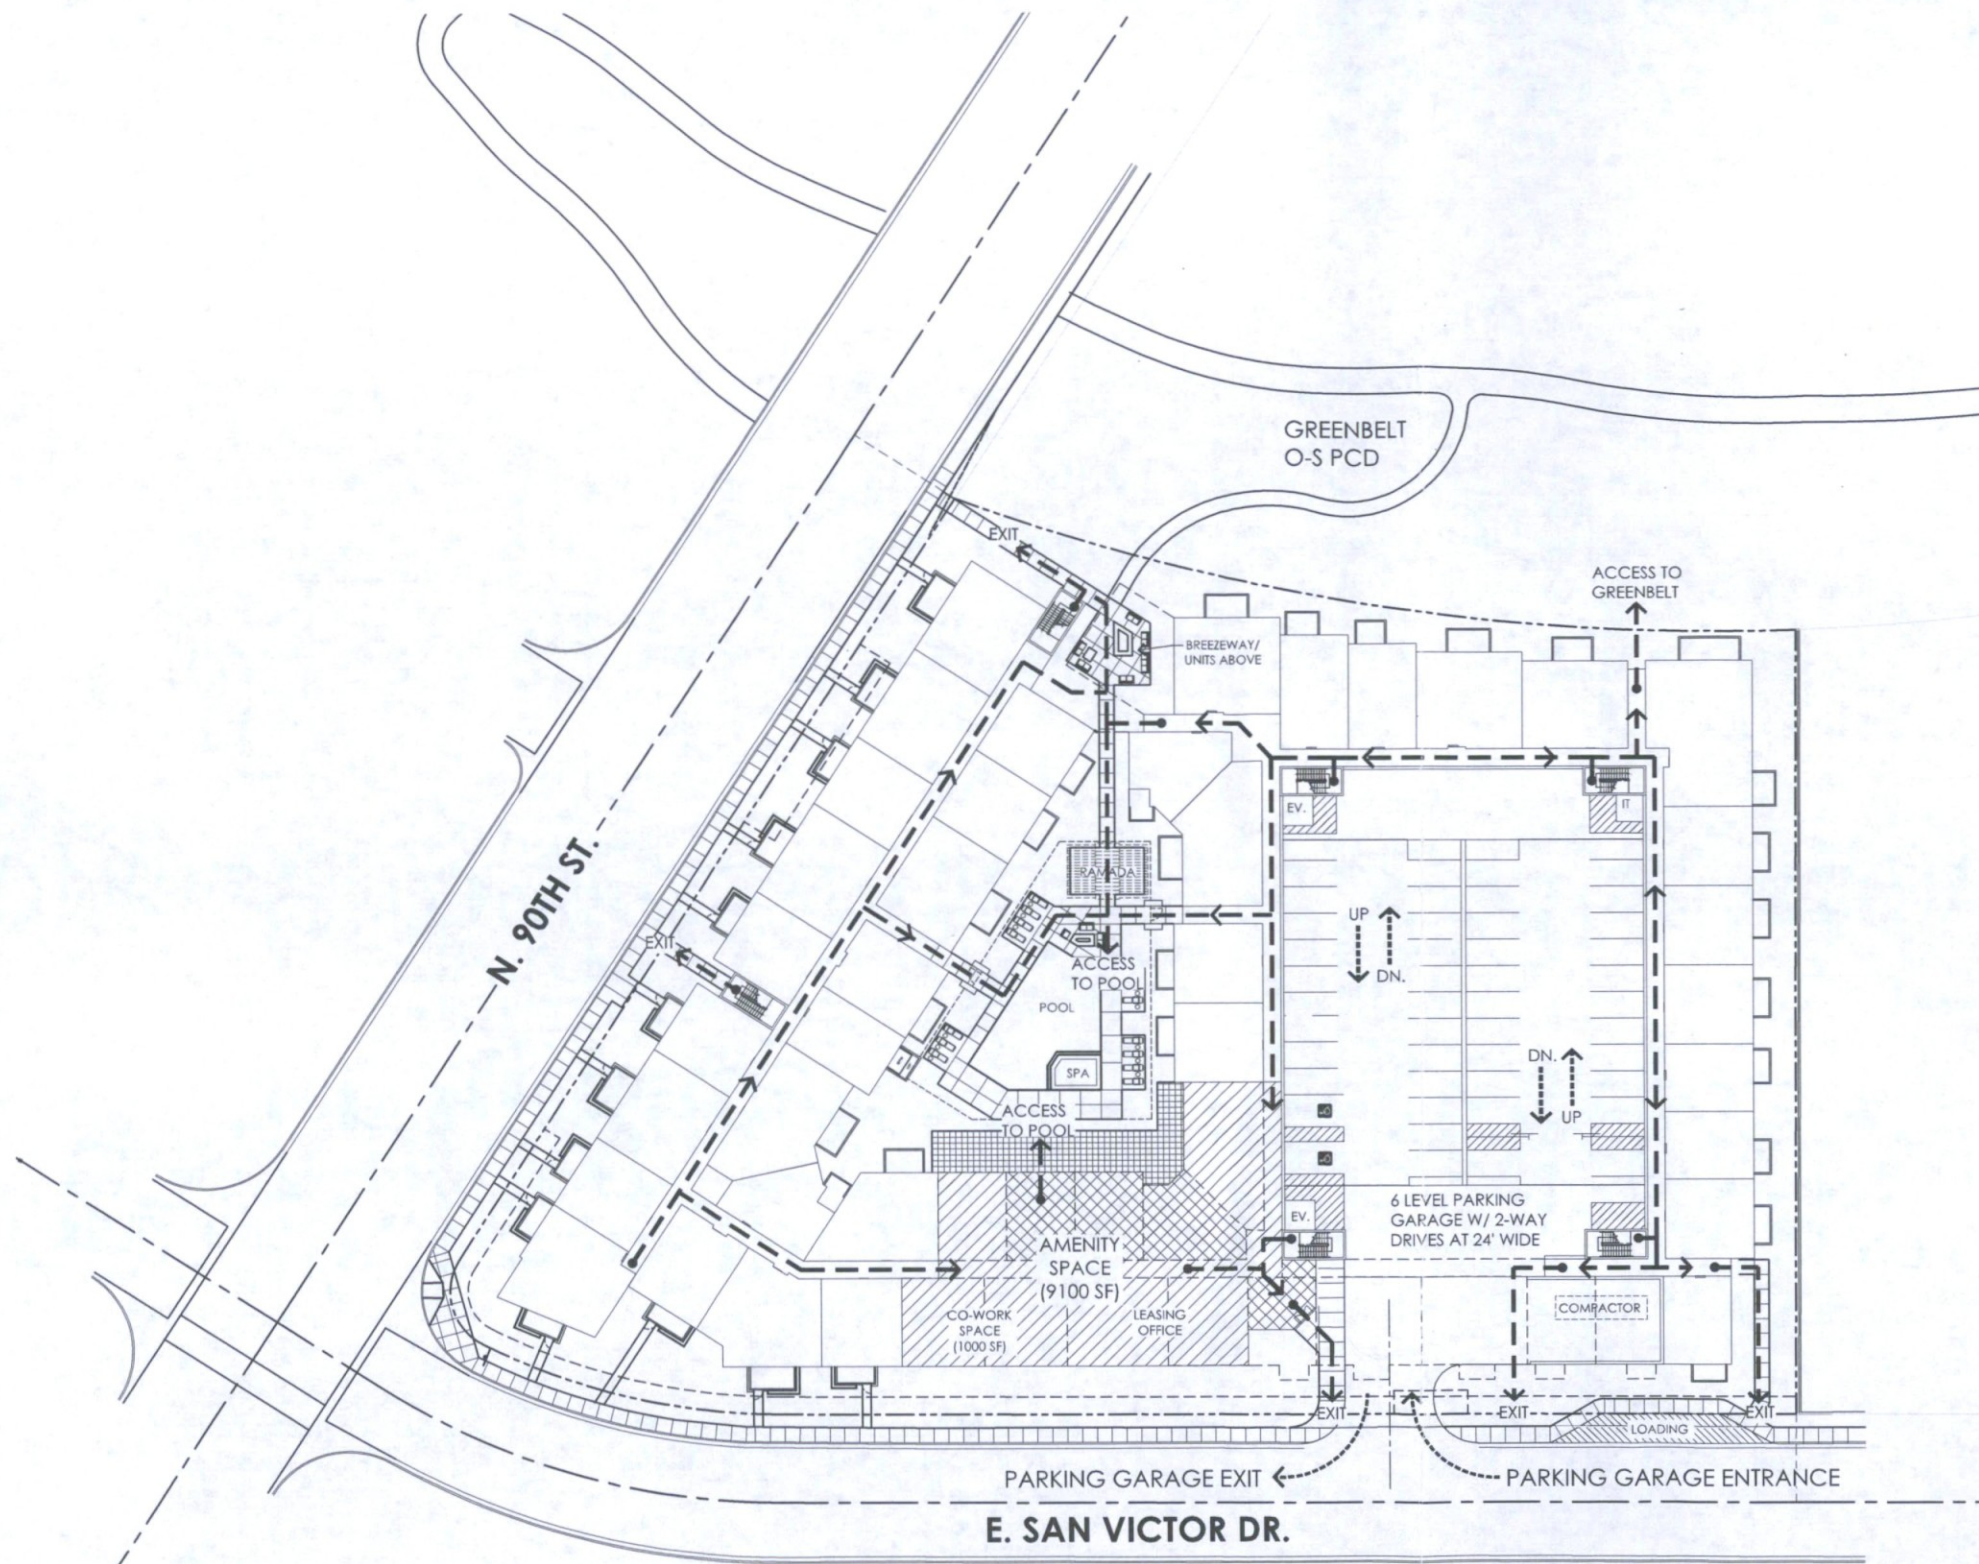 GREENBELT
O-S PCD
EXIT
ACCESS TO
GREENBELT
BREEZEWAY/
UNITS ABOVE
EV.
IT
N. 90TH ST.
RAMADA
UP
DN.
EXIT
ACCESS
TO POOL
POOL
DN.
UP
SPA
ACCESS
TO POOL
6 LEVEL PARKING
GARAGE W/ 2-WAY
DRIVES AT 24' WIDE
EV.
AMENITY
SPACE
(9100 SF)
CO-WORK
SPACE
(1000 SF)
LEASING
OFFICE
COMPACTOR
EXIT
EXIT
EXIT
LOADING
PARKING GARAGE EXIT
PARKING GARAGE ENTRANCE
E. SAN VICTOR DR.